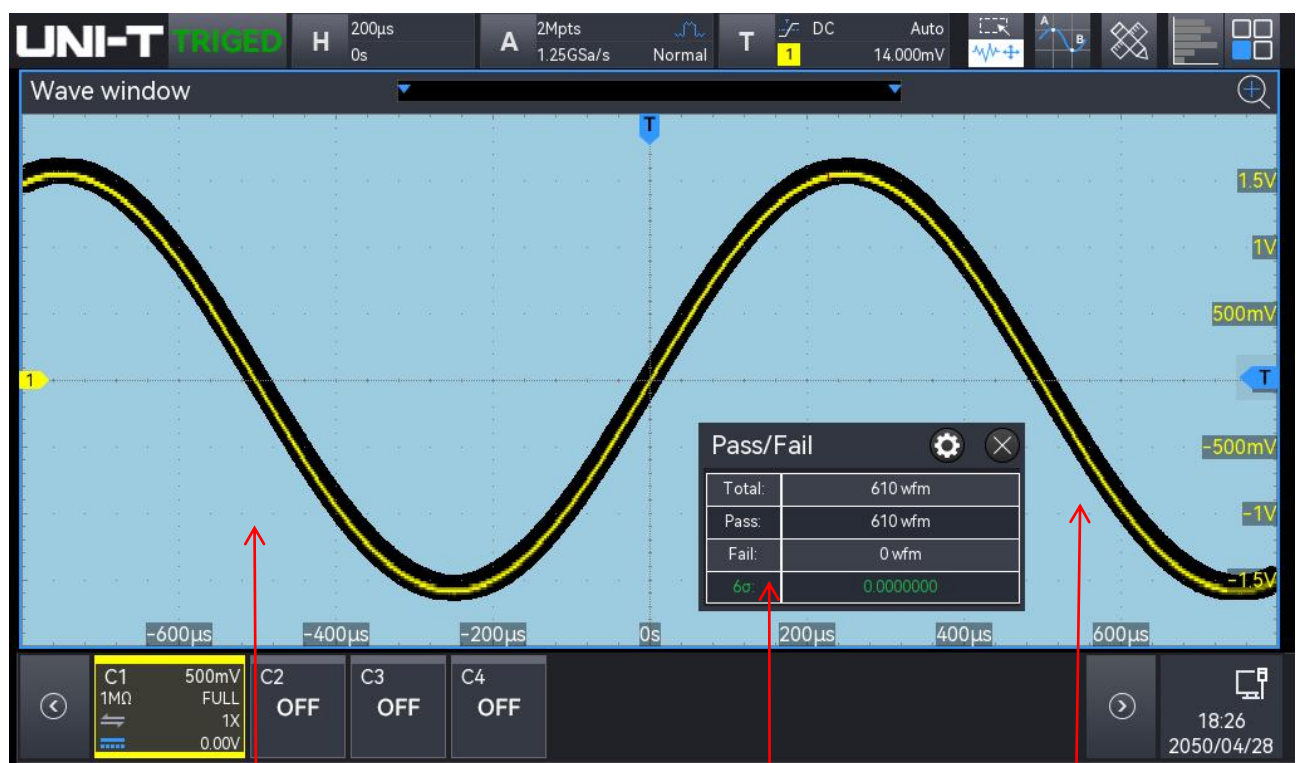 UNI-T TRIGED H 200µs A 2Mpts T DC Auto A B
0s 1.25GSa/s Normal 1 14.000mV
Wave window
T
1.5V
1V
500mV
1 T
Pass/Fail
-500mV
Total: 610 wfm
Pass: 610 wfm
-1V
Fail: 0 wfm
6σ: 0.0000000
-1.5V
-600µs -400µs -200µs 0s 200µs 400µs 600µs
C1 500mV C2 C3 C4
1MΩ FULL OFF OFF OFF
1X
0.00V
18:26
2050/04/28